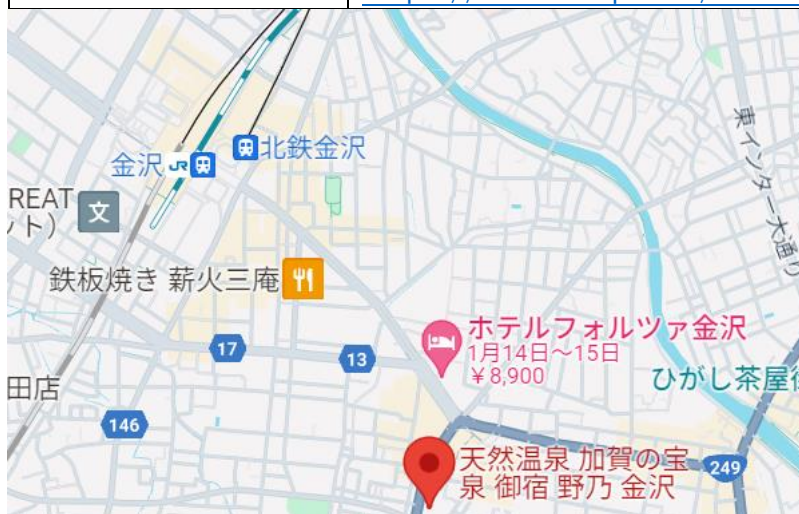 北鉄金沢
金沢
JR
REAT
ット)
文
鉄板焼き 薪火三庵
17
13
ホテルフォルツァ金沢
1月14日~15日
¥8,900
田店
ひがし茶屋
146
天然温泉 加賀の宝
泉 御宿 野乃 金沢
249
東インター大通り